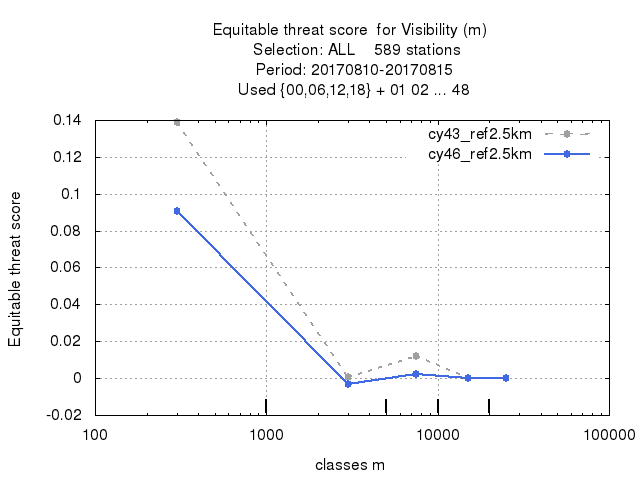 Equitable threat score for Visibility (m)
Selection: ALL 589 stations
Period: 20170810-20170815
Used {00,06,12,18} + 01 02 ... 48
cy43_ref2.5km
cy46_ref2.5km
Equitable threat score
0.14
0.12
0.1
0.08
0.06
0.04
0.02
0
-0.02
100 1000 10000 100000
classes m